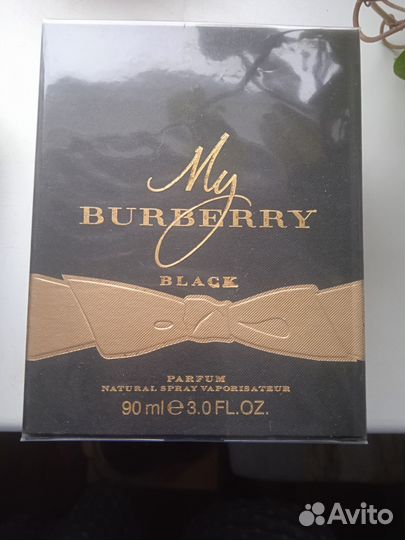 My
BURBERRY
BLACK
PARFUM
NATURAL SPRAY VAPORISATEUR
90 ml ℮ 3.0 FL.OZ.
Avito